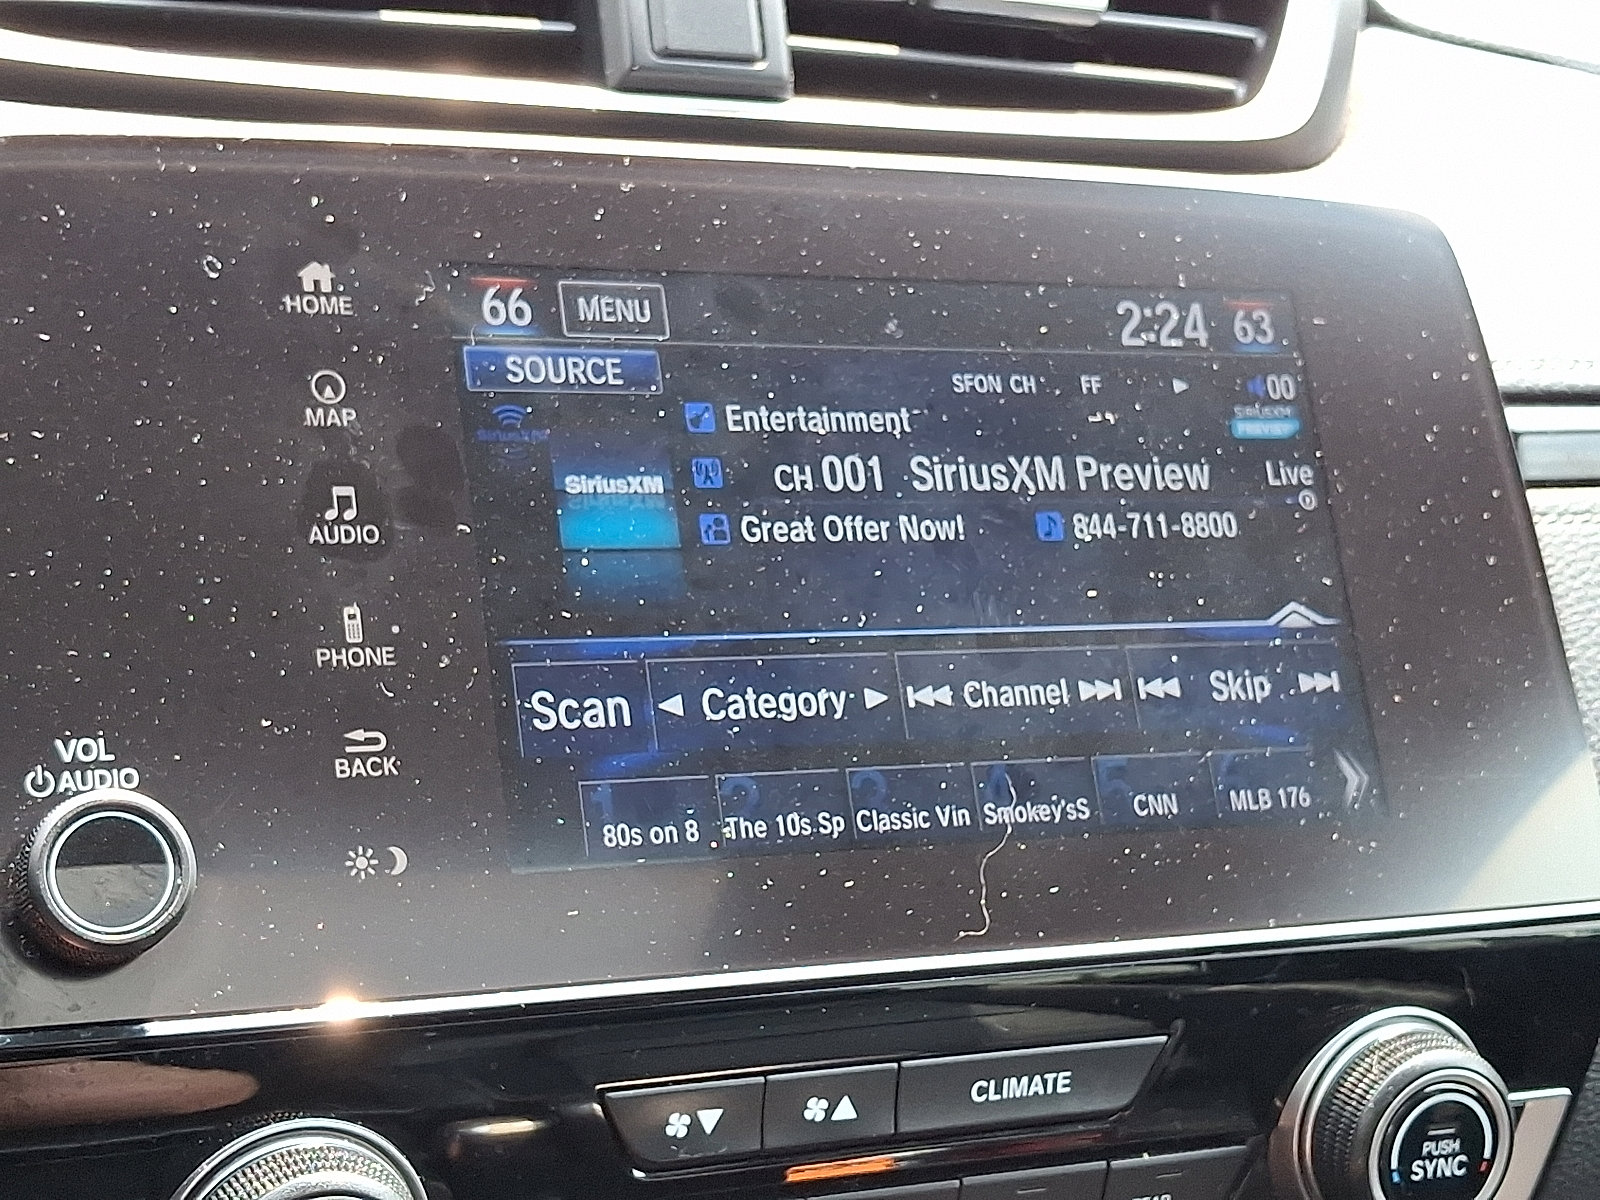 HOME
MAP
AUDIO
PHONE
BACK
VOL
AUDIO
66 MENU 2:24 63
SOURCE
SFON CH FF 00
Entertainment
SiriusXM
CH 001 SiriusXM Preview Live
Great Offer Now! 844-711-8800
Scan Category Channel Skip
1 2 3 4 5 6
80s on 8 The 10s Sp Classic Vin Smokey'sS CNN MLB 176
CLIMATE
PUSH
SYNC